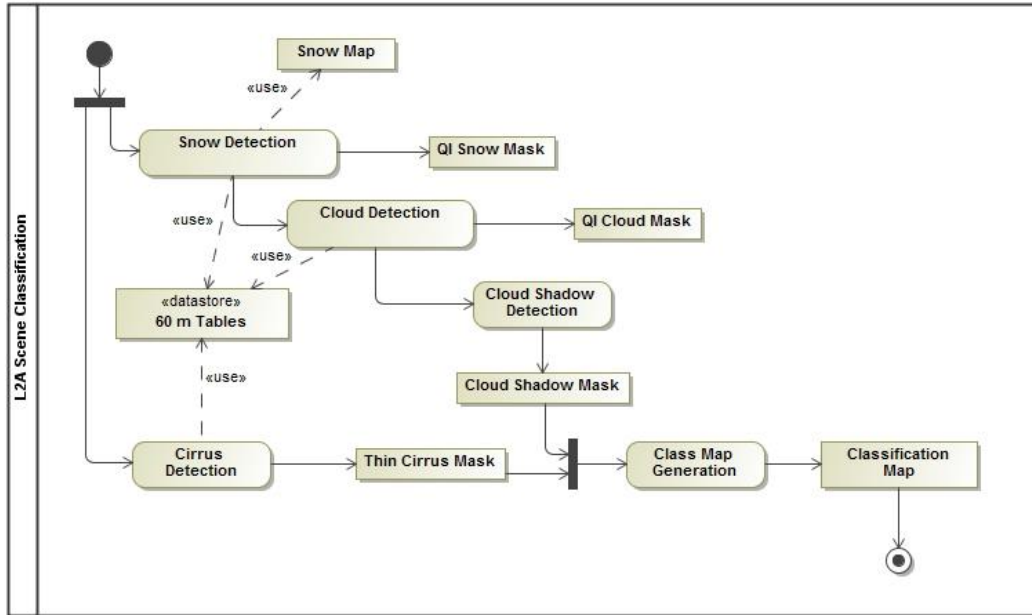 L2A Scene Classification
Snow Map
«use»
Snow Detection
QI Snow Mask
«use»
Cloud Detection
QI Cloud Mask
«use»
«datastore»
60 m Tables
Cloud Shadow
Detection
«use»
Cloud Shadow Mask
Cirrus
Detection
Thin Cirrus Mask
Class Map
Generation
Classification
Map